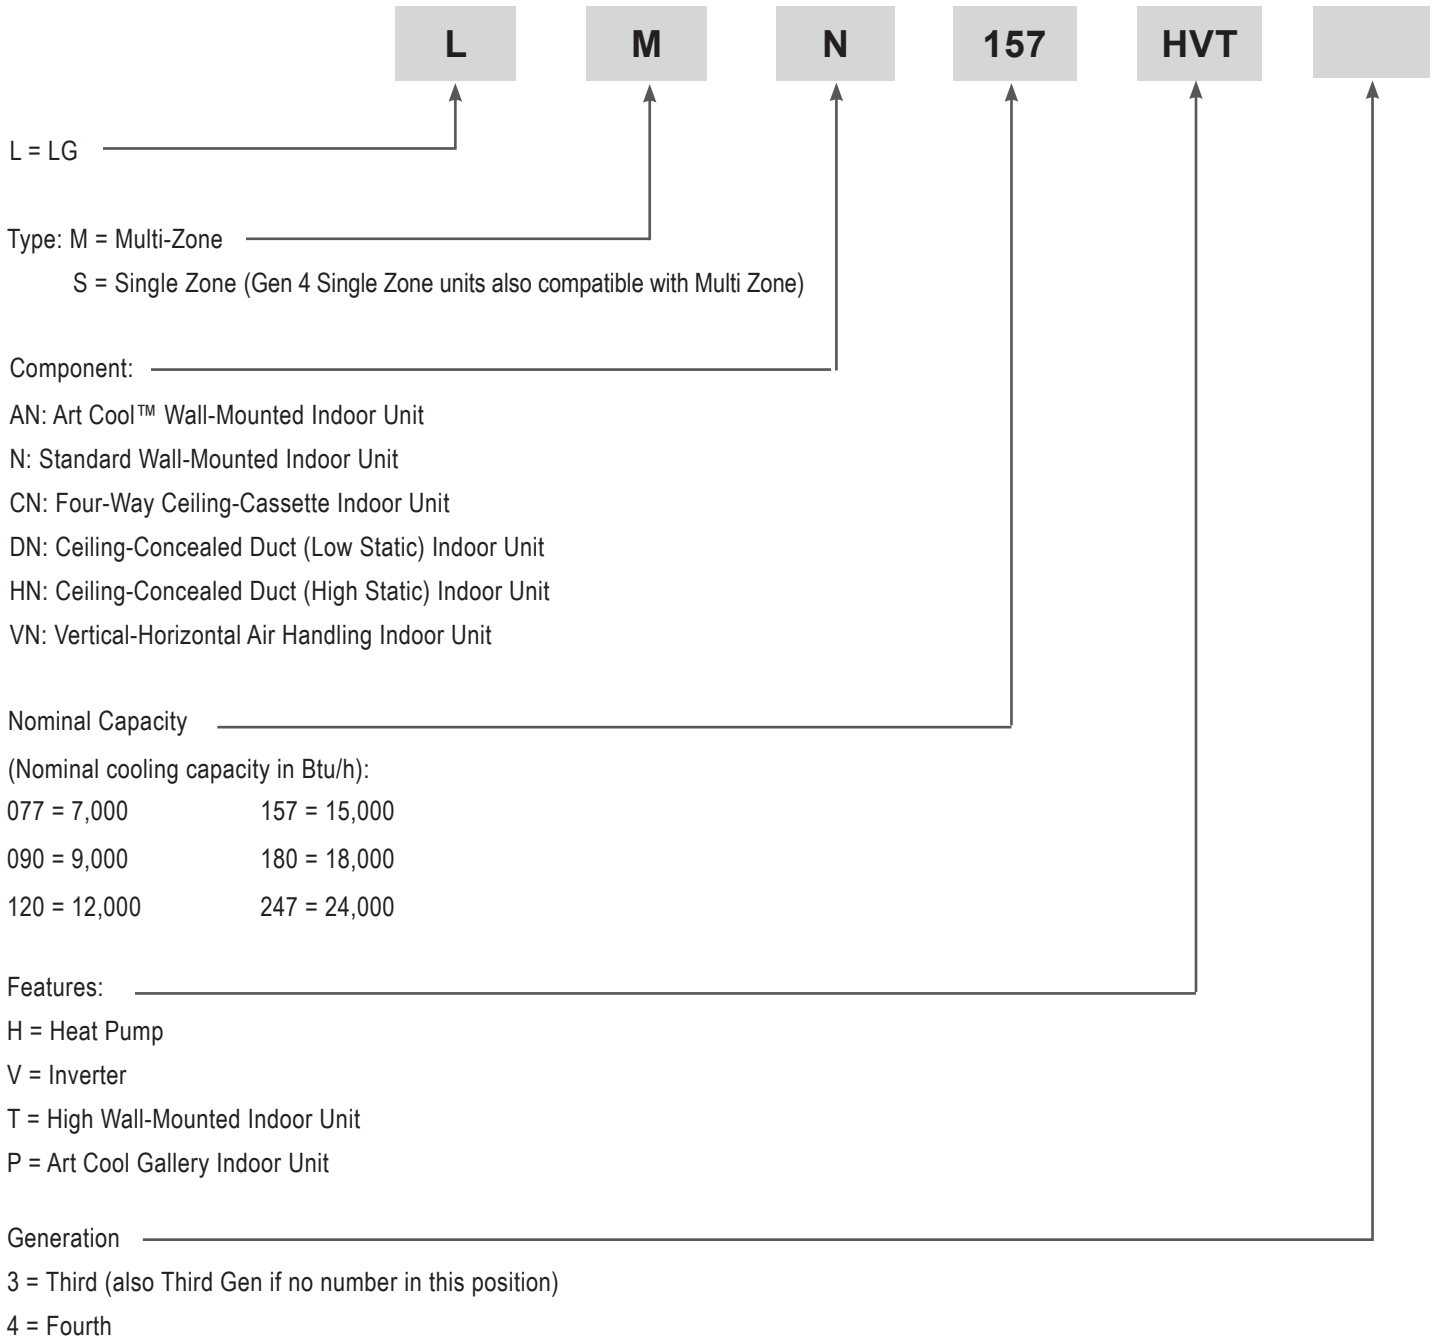 L M N 157 HVT
L = LG
Type: M = Multi-Zone
S = Single Zone (Gen 4 Single Zone units also compatible with Multi Zone)
Component:
AN: Art Cool™ Wall-Mounted Indoor Unit
N: Standard Wall-Mounted Indoor Unit
CN: Four-Way Ceiling-Cassette Indoor Unit
DN: Ceiling-Concealed Duct (Low Static) Indoor Unit
HN: Ceiling-Concealed Duct (High Static) Indoor Unit
VN: Vertical-Horizontal Air Handling Indoor Unit
Nominal Capacity
(Nominal cooling capacity in Btu/h):
077 = 7,000 157 = 15,000
090 = 9,000 180 = 18,000
120 = 12,000 247 = 24,000
Features:
H = Heat Pump
V = Inverter
T = High Wall-Mounted Indoor Unit
P = Art Cool Gallery Indoor Unit
Generation
3 = Third (also Third Gen if no number in this position)
4 = Fourth